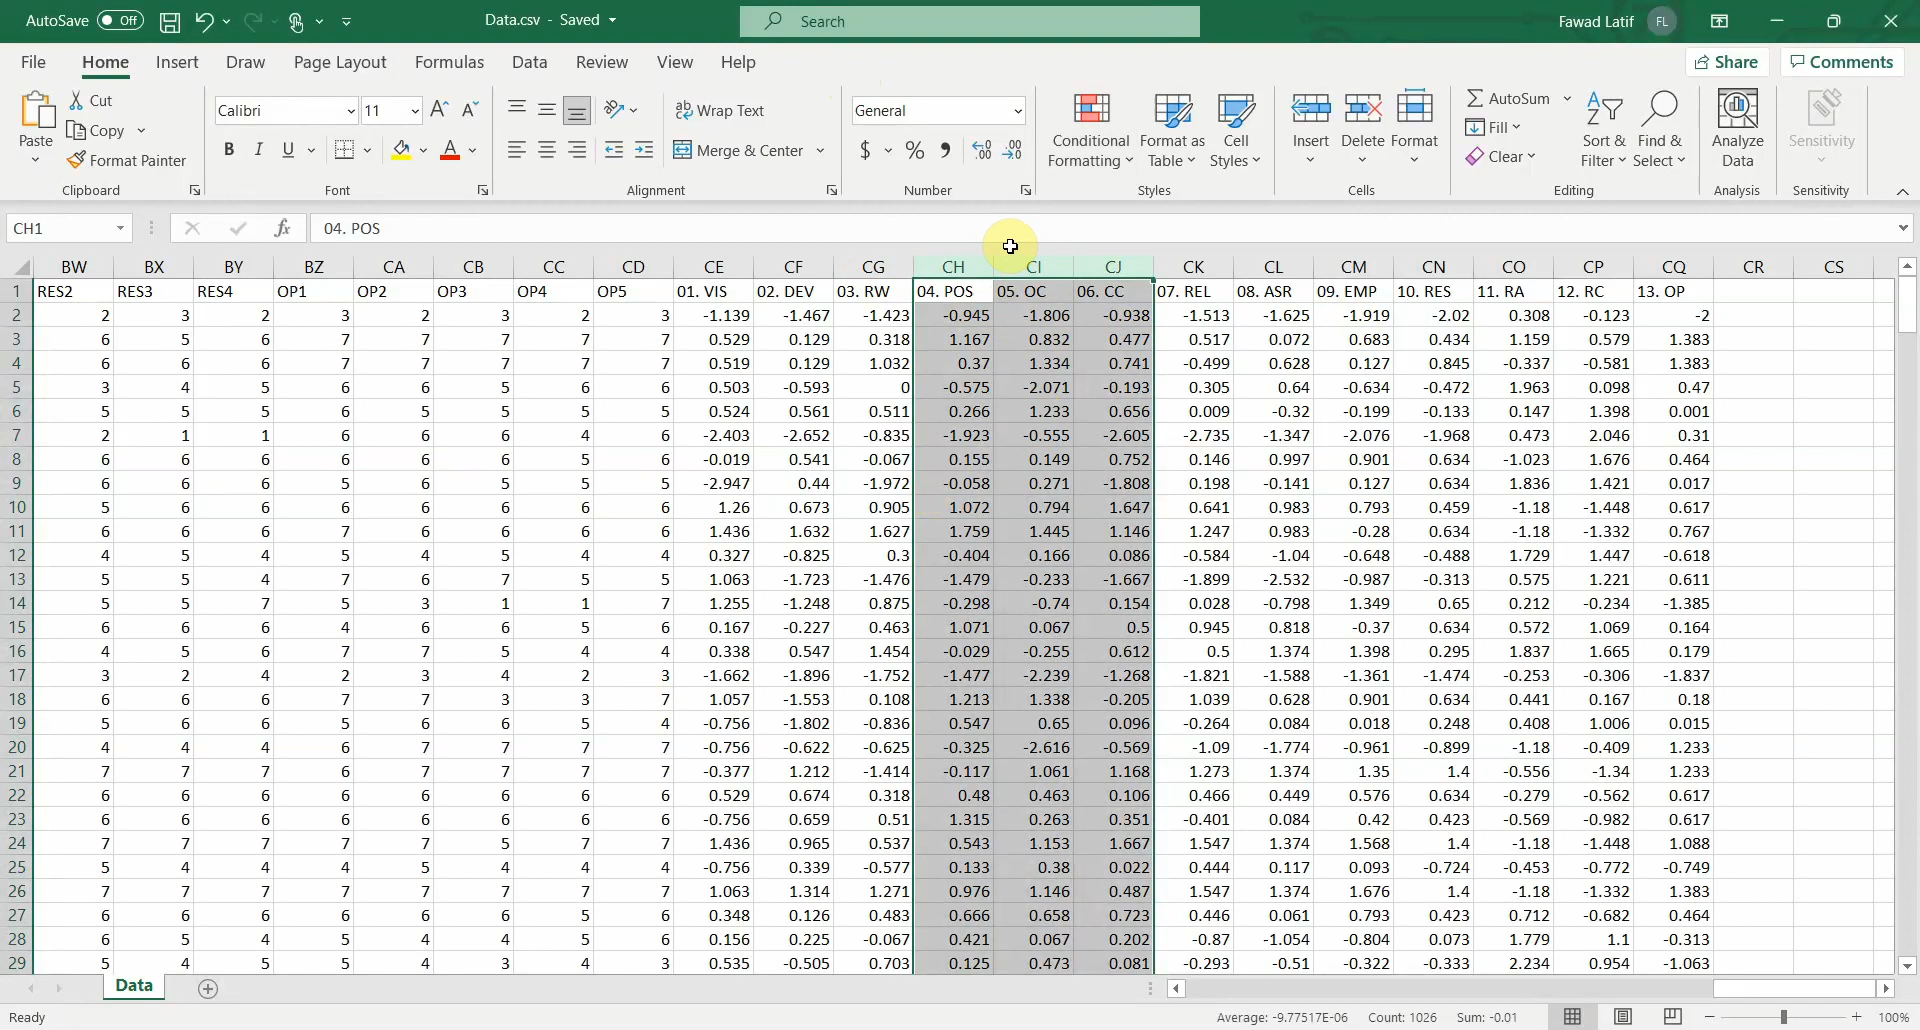 AutoSave Off Data.csv - Saved Search Fawad Latif FL
File Home Insert Draw Page Layout Formulas Data Review View Help Share Comments
Paste Cut Copy Format Painter Clipboard
Calibri 11 B I U A Font
Wrap Text Merge & Center Alignment
General $ % Number
Conditional Formatting Format as Table Cell Styles Styles
Insert Delete Format Cells
AutoSum Fill Clear Sort & Filter Find & Select Editing
Analyze Data Analysis
Sensitivity Sensitivity
CH1 fx 04. POS
BW BX BY BZ CA CB CC CD CE CF CG CH CI CJ CK CL CM CN CO CP CQ CR CS
1 RES2 RES3 RES4 OP1 OP2 OP3 OP4 OP5 01. VIS 02. DEV 03. RW 04. POS 05. OC 06. CC 07. REL 08. ASR 09. EMP 10. RES 11. RA 12. RC 13. OP
2 2 3 2 3 2 3 2 3 -1.139 -1.467 -1.423 -0.945 -1.806 -0.938 -1.513 -1.625 -1.919 -2.02 0.308 -0.123 -2
3 6 5 6 7 7 7 7 7 0.529 0.129 0.318 1.167 0.832 0.477 0.517 0.072 0.683 0.434 1.159 0.579 1.383
4 6 6 6 7 7 7 7 7 0.519 0.129 1.032 0.37 1.334 0.741 -0.499 0.628 0.127 0.845 -0.337 -0.581 1.383
5 3 4 5 6 6 5 6 6 0.503 -0.593 0 -0.575 -2.071 -0.193 0.305 0.64 -0.634 -0.472 1.963 0.098 0.47
6 5 5 5 6 5 5 5 5 0.524 0.561 0.511 0.266 1.233 0.656 0.009 -0.32 -0.199 -0.133 0.147 1.398 0.001
7 2 1 1 6 6 6 4 6 -2.403 -2.652 -0.835 -1.923 -0.555 -2.605 -2.735 -1.347 -2.076 -1.968 0.473 2.046 0.31
8 6 6 6 6 6 6 5 6 -0.019 0.541 -0.067 0.155 0.149 0.752 0.146 0.997 0.901 0.634 -1.023 1.676 0.464
9 6 6 6 5 6 5 5 5 -2.947 0.44 -1.972 -0.058 0.271 -1.808 0.198 -0.141 0.127 0.634 1.836 1.421 0.017
10 5 6 6 6 6 6 6 6 1.26 0.673 0.905 1.072 0.794 1.647 0.641 0.983 0.793 0.459 -1.18 -1.448 0.617
11 6 6 6 7 6 6 6 6 1.436 1.632 1.627 1.759 1.445 1.146 1.247 0.983 -0.28 0.634 -1.18 -1.332 0.767
12 4 5 4 5 4 5 4 4 0.327 -0.825 0.3 -0.404 0.166 0.086 -0.584 -1.04 -0.648 -0.488 1.729 1.447 -0.618
13 5 5 4 7 6 7 5 5 1.063 -1.723 -1.476 -1.479 -0.233 -1.667 -1.899 -2.532 -0.987 -0.313 0.575 1.221 0.611
14 5 5 7 5 3 1 1 7 1.255 -1.248 0.875 -0.298 -0.74 0.154 0.028 -0.798 1.349 0.65 0.212 -0.234 -1.385
15 6 6 6 4 6 6 5 6 0.167 -0.227 0.463 1.071 0.067 0.5 0.945 0.818 -0.37 0.634 0.572 1.069 0.164
16 4 5 6 7 7 5 4 4 0.338 0.547 1.454 -0.029 -0.255 0.612 0.5 1.374 1.398 0.295 1.837 1.665 0.179
17 3 2 4 2 3 4 2 3 -1.662 -1.896 -1.752 -1.477 -2.239 -1.268 -1.821 -1.588 -1.361 -1.474 -0.253 -0.306 -1.837
18 6 6 6 7 7 3 3 7 1.057 -1.553 0.108 1.213 1.338 -0.205 1.039 0.628 0.901 0.634 0.441 0.167 0.18
19 5 6 6 5 6 6 5 4 -0.756 -1.802 -0.836 0.547 0.65 0.096 -0.264 0.084 0.018 0.248 0.408 1.006 0.015
20 4 4 4 6 7 7 7 7 -0.756 -0.622 -0.625 -0.325 -2.616 -0.569 -1.09 -1.774 -0.961 -0.899 -1.18 -0.409 1.233
21 7 7 7 6 7 7 7 7 -0.377 1.212 -1.414 -0.117 1.061 1.168 1.273 1.374 1.35 1.4 -0.556 -1.34 1.233
22 6 6 6 6 6 6 6 6 0.529 0.674 0.318 0.48 0.463 0.106 0.466 0.449 0.576 0.634 -0.279 -0.562 0.617
23 6 6 6 6 6 6 6 6 -0.756 0.659 0.51 1.315 0.263 0.351 -0.401 0.084 0.42 0.423 -0.569 -0.982 0.617
24 7 7 7 7 7 5 7 7 1.436 0.965 0.537 0.543 1.153 1.667 1.547 1.374 1.568 1.4 -1.18 -1.448 1.088
25 5 4 4 4 5 4 4 4 -0.756 0.339 -0.577 0.133 0.38 0.022 0.444 0.117 0.093 -0.724 -0.453 -0.772 -0.749
26 7 7 7 7 7 7 7 7 1.063 1.314 1.271 0.976 1.146 0.487 1.547 1.374 1.676 1.4 -1.18 -1.332 1.383
27 6 6 6 6 6 6 5 6 0.348 0.126 0.483 0.666 0.658 0.723 0.446 0.061 0.793 0.423 0.712 -0.682 0.464
28 6 5 4 5 4 4 5 6 0.156 0.225 -0.067 0.421 0.067 0.202 -0.87 -1.054 -0.804 0.073 1.779 1.1 -0.313
29 5 4 5 5 4 3 4 3 0.535 -0.505 0.703 0.125 0.473 0.081 -0.293 -0.51 -0.322 -0.333 2.234 0.954 -1.063
Data
Ready Average: -9.77517E-06 Count: 1026 Sum: -0.01 100%